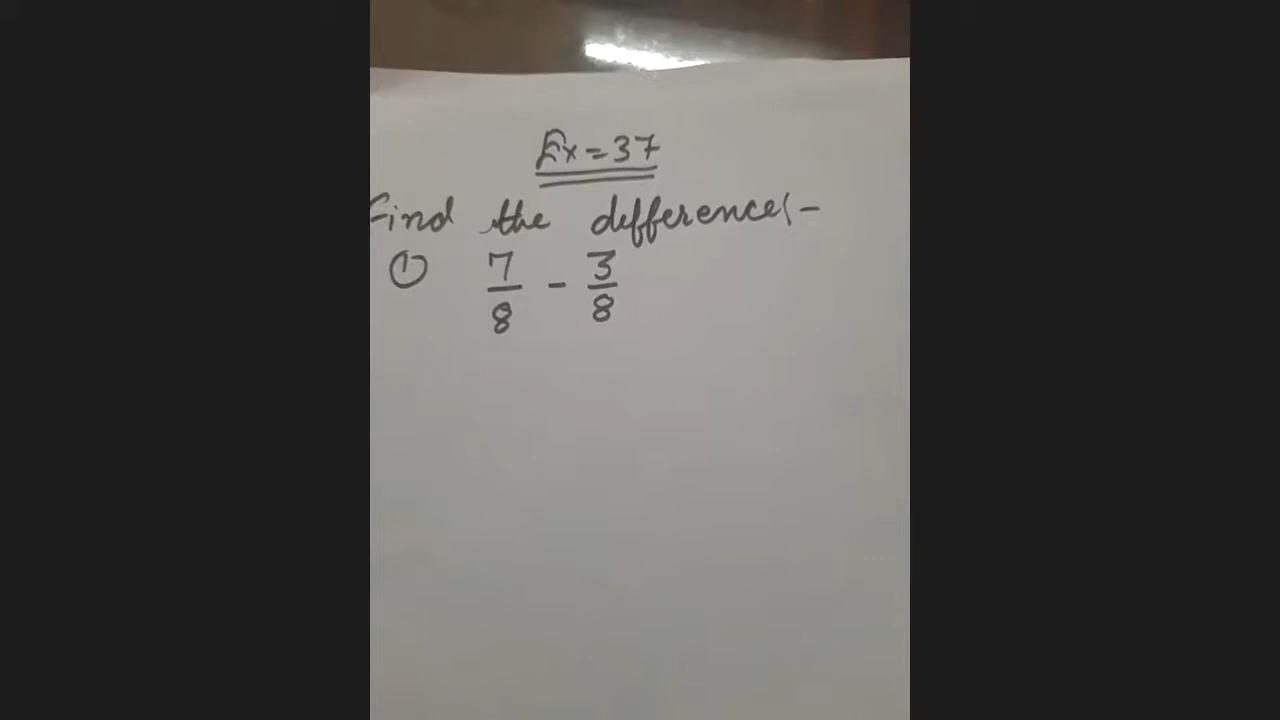 Ex = 37
Find the difference:-
① 7/8 - 3/8